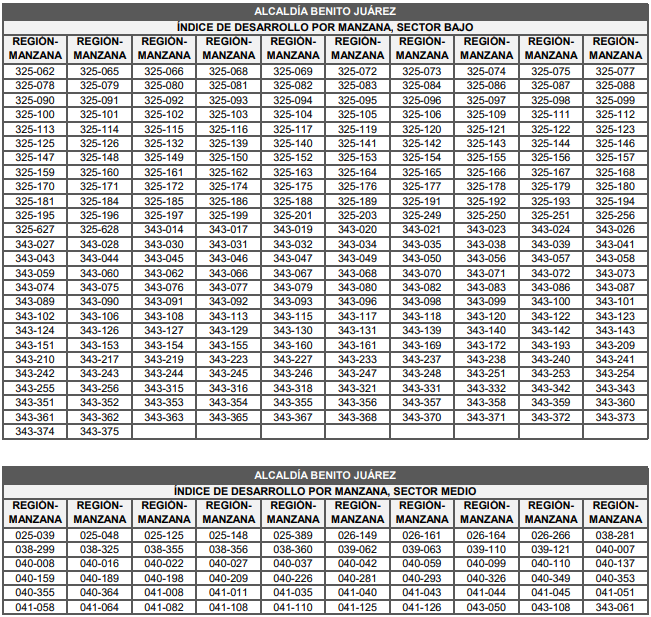 ALCALDÍA BENITO JUÁREZ
ÍNDICE DE DESARROLLO POR MANZANA, SECTOR BAJO
REGIÓN- REGIÓN- REGIÓN- REGIÓN- REGIÓN- REGIÓN- REGIÓN- REGIÓN- REGIÓN- REGIÓN-
MANZANA MANZANA MANZANA MANZANA MANZANA MANZANA MANZANA MANZANA MANZANA MANZANA
325-062 325-065 325-066 325-068 325-069 325-072 325-073 325-074 325-075 325-077
325-078 325-079 325-080 325-081 325-082 325-083 325-084 325-086 325-087 325-088
325-090 325-091 325-092 325-093 325-094 325-095 325-096 325-097 325-098 325-099
325-100 325-101 325-102 325-103 325-104 325-105 325-106 325-109 325-111 325-112
325-113 325-114 325-115 325-116 325-117 325-119 325-120 325-121 325-122 325-123
325-125 325-126 325-132 325-139 325-140 325-141 325-142 325-143 325-144 325-146
325-147 325-148 325-149 325-150 325-152 325-153 325-154 325-155 325-156 325-157
325-159 325-160 325-161 325-162 325-163 325-164 325-165 325-166 325-167 325-168
325-170 325-171 325-172 325-174 325-175 325-176 325-177 325-178 325-179 325-180
325-181 325-184 325-185 325-186 325-188 325-189 325-191 325-192 325-193 325-194
325-195 325-196 325-197 325-199 325-201 325-203 325-249 325-250 325-251 325-256
325-627 325-628 343-014 343-017 343-019 343-020 343-021 343-023 343-024 343-026
343-027 343-028 343-030 343-031 343-032 343-034 343-035 343-038 343-039 343-041
343-043 343-044 343-045 343-046 343-047 343-049 343-050 343-056 343-057 343-058
343-059 343-060 343-062 343-066 343-067 343-068 343-070 343-071 343-072 343-073
343-074 343-075 343-076 343-077 343-079 343-080 343-082 343-083 343-086 343-087
343-089 343-090 343-091 343-092 343-093 343-096 343-098 343-099 343-100 343-101
343-102 343-106 343-108 343-113 343-115 343-117 343-118 343-120 343-122 343-123
343-124 343-126 343-127 343-129 343-130 343-131 343-139 343-140 343-142 343-143
343-151 343-153 343-154 343-155 343-160 343-161 343-169 343-172 343-193 343-209
343-210 343-217 343-219 343-223 343-227 343-233 343-237 343-238 343-240 343-241
343-242 343-243 343-244 343-245 343-246 343-247 343-248 343-251 343-253 343-254
343-255 343-256 343-315 343-316 343-318 343-321 343-331 343-332 343-342 343-343
343-351 343-352 343-353 343-354 343-355 343-356 343-357 343-358 343-359 343-360
343-361 343-362 343-363 343-365 343-367 343-368 343-370 343-371 343-372 343-373
343-374 343-375
ALCALDÍA BENITO JUÁREZ
ÍNDICE DE DESARROLLO POR MANZANA, SECTOR MEDIO
REGIÓN- REGIÓN- REGIÓN- REGIÓN- REGIÓN- REGIÓN- REGIÓN- REGIÓN- REGIÓN- REGIÓN-
MANZANA MANZANA MANZANA MANZANA MANZANA MANZANA MANZANA MANZANA MANZANA MANZANA
025-039 025-048 025-125 025-148 025-389 026-149 026-161 026-164 026-266 038-281
038-299 038-325 038-355 038-356 038-360 039-062 039-063 039-110 039-121 040-007
040-008 040-016 040-022 040-027 040-037 040-042 040-059 040-099 040-110 040-137
040-159 040-189 040-198 040-209 040-226 040-281 040-293 040-326 040-349 040-353
040-355 040-364 041-008 041-011 041-035 041-040 041-043 041-044 041-045 041-051
041-058 041-064 041-082 041-108 041-110 041-125 041-126 043-050 043-108 343-061